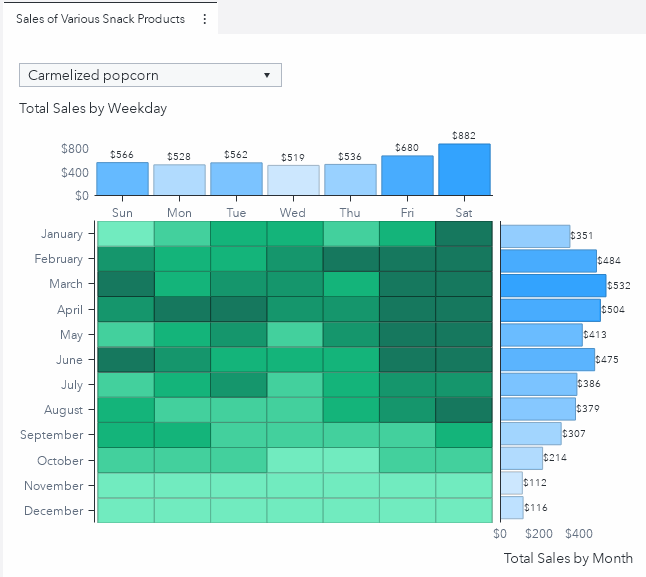 Sales of Various Snack Products
Carmelized popcorn
Total Sales by Weekday
$800
$400
$0
$566
$528
$562
$519
$536
$680
$882
Sun Mon Tue Wed Thu Fri Sat
January
February
March
April
May
June
July
August
September
October
November
December
$351
$484
$532
$504
$413
$475
$386
$379
$307
$214
$112
$116
$0 $200 $400
Total Sales by Month